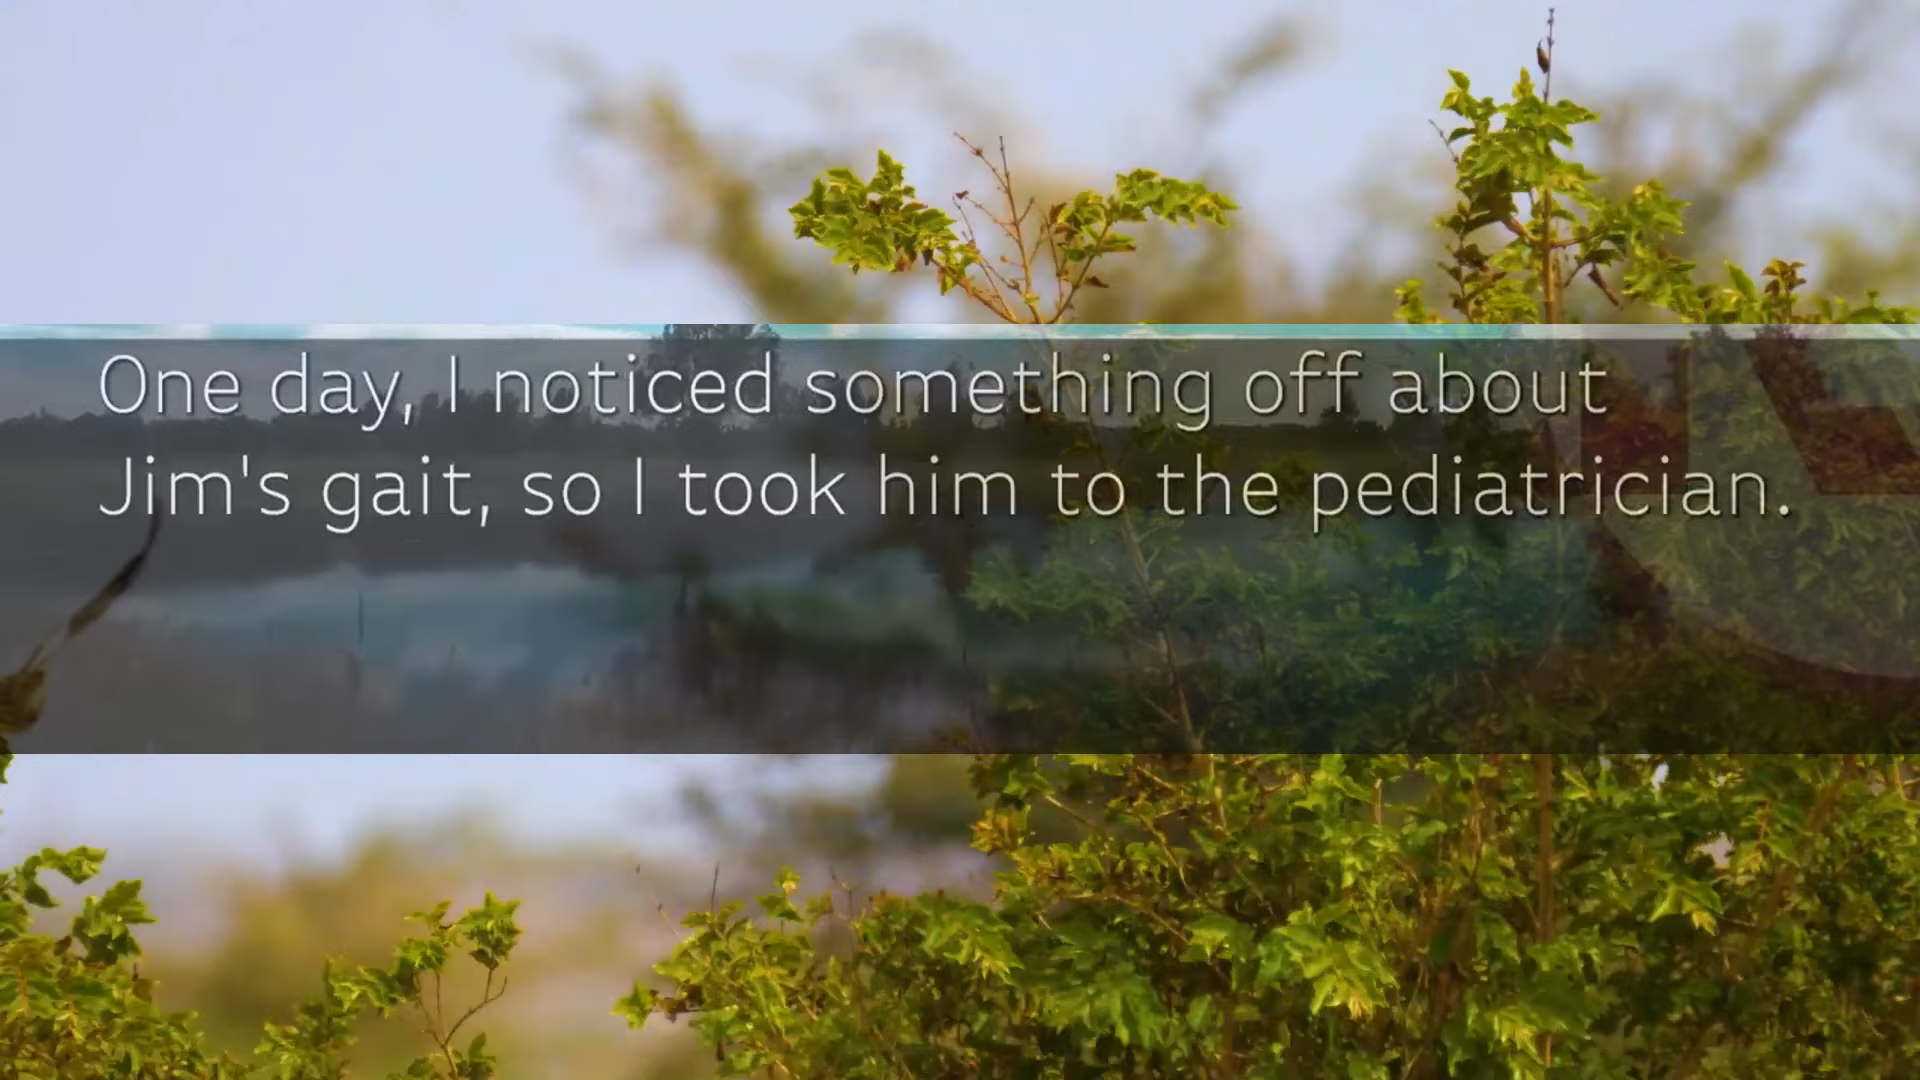 One day, I noticed something off about
Jim's gait, so I took him to the pediatrician.